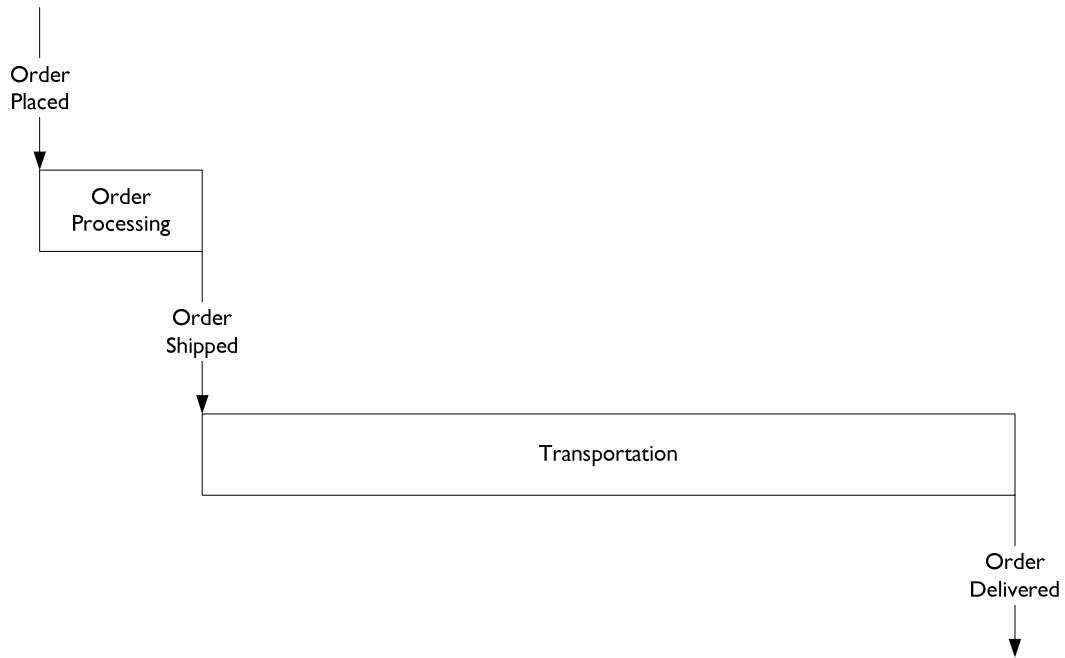 Order
Placed
Order
Processing
Order
Shipped
Transportation
Order
Delivered